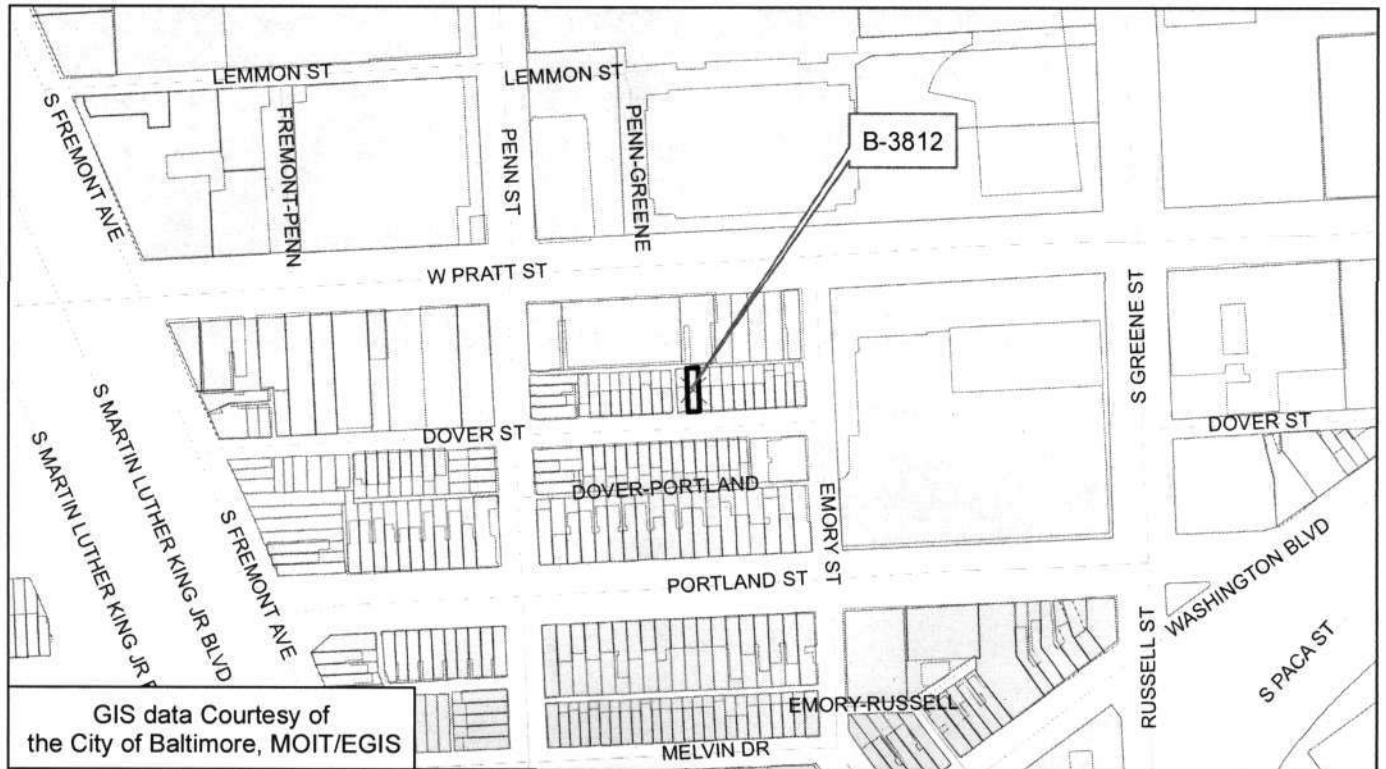 LEMMON ST
LEMMON ST
S FREMONT AVE
FREMONT-PENN
PENN ST
PENN-GREENE
B-3812
W PRATT ST
S GREENE ST
S MARTIN LUTHER KING JR BLVD
S MARTIN LUTHER KING JR B
DOVER ST
DOVER ST
DOVER-PORTLAND
EMORY ST
S FREMONT AVE
PORTLAND ST
WASHINGTON BLVD
RUSSELL ST
S PACA ST
EMORY-RUSSELL
MELVIN DR
GIS data Courtesy of
the City of Baltimore, MOIT/EGIS